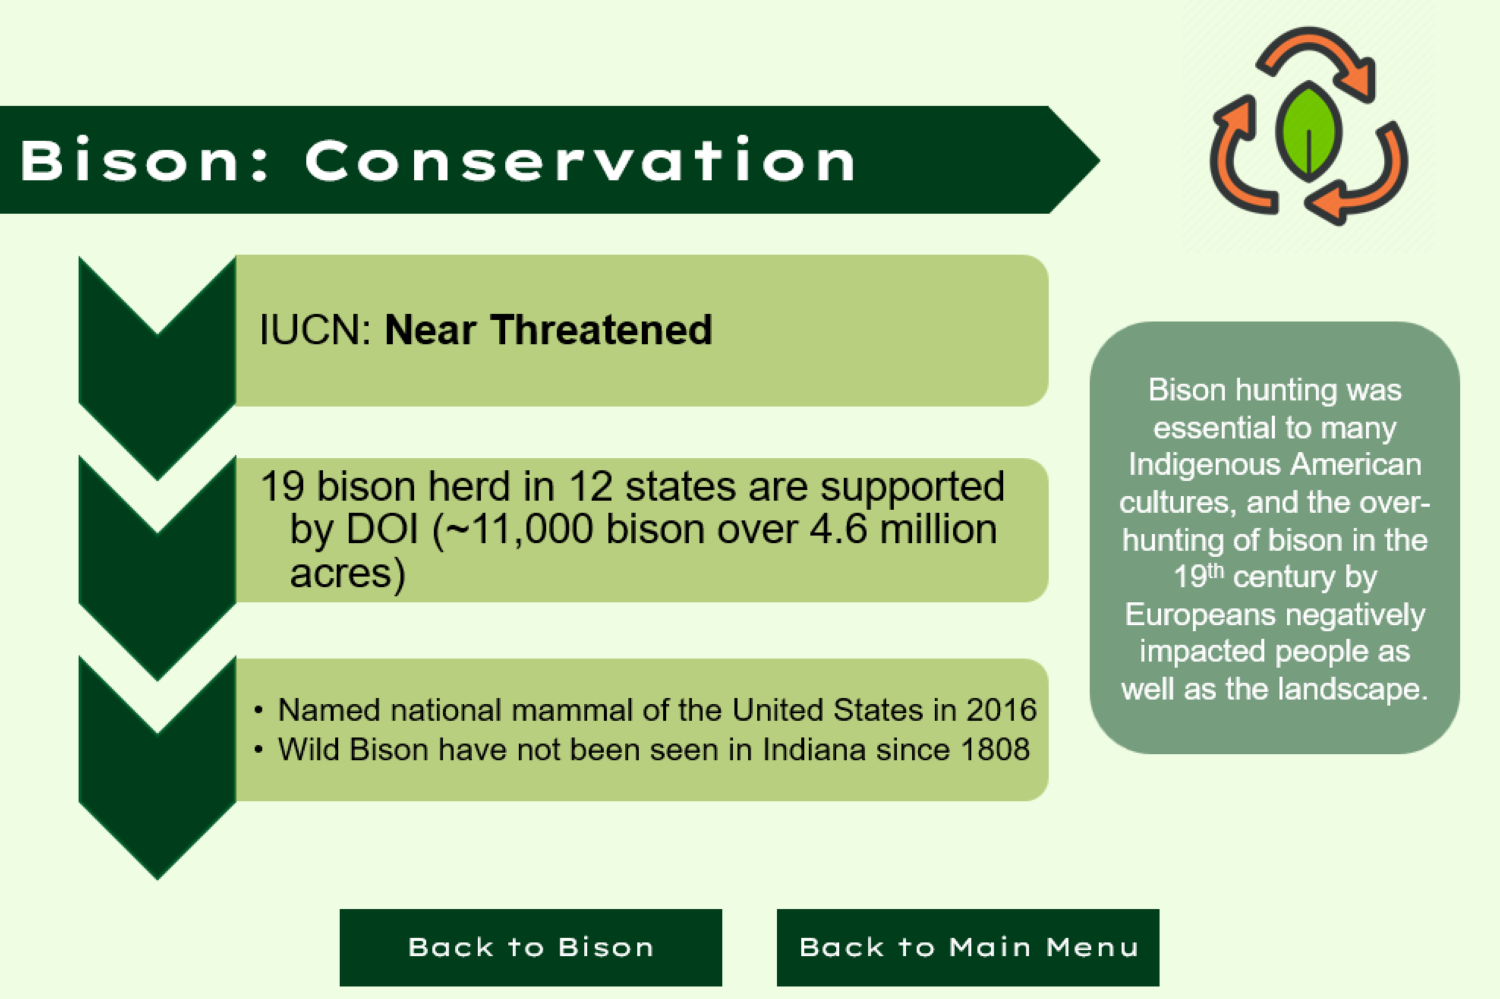 Bison: Conservation
IUCN: Near Threatened
19 bison herd in 12 states are supported
by DOI (~11,000 bison over 4.6 million
acres)
• Named national mammal of the United States in 2016
• Wild Bison have not been seen in Indiana since 1808
Bison hunting was
essential to many
Indigenous American
cultures, and the over-
hunting of bison in the
19th century by
Europeans negatively
impacted people as
well as the landscape.
Back to Bison
Back to Main Menu